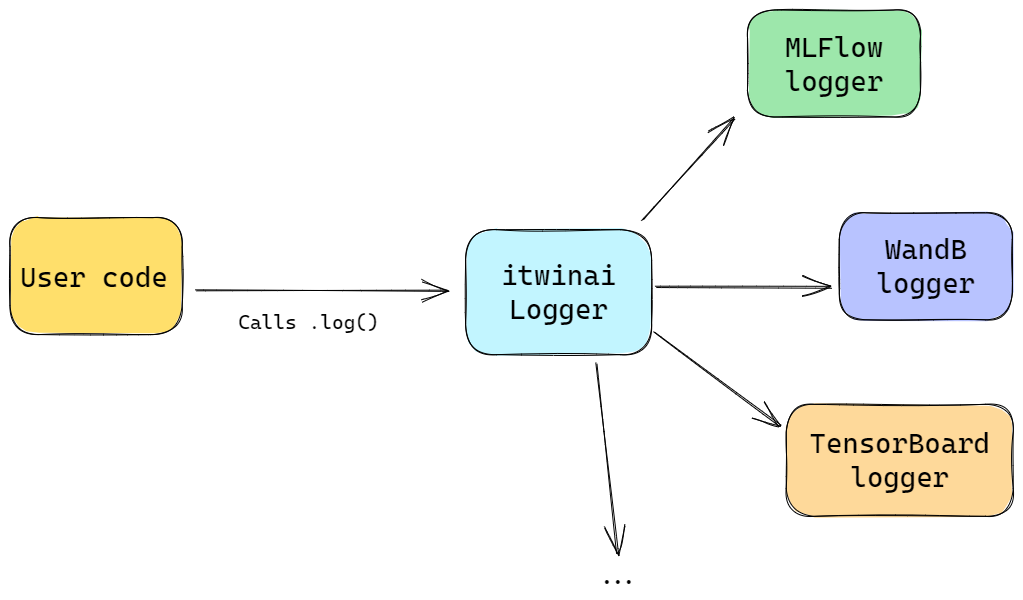 MLFlow
logger
User code
Calls .log()
itwinai
Logger
WandB
logger
TensorBoard
logger
...